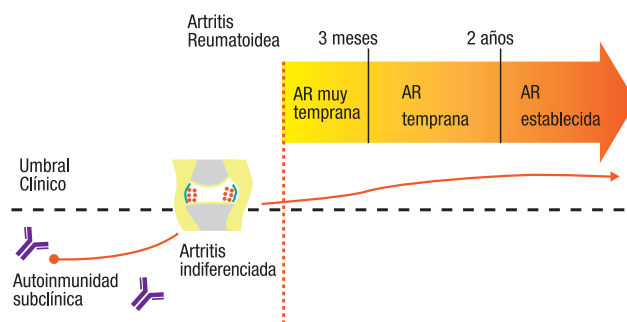 Artritis
Reumatoidea
3 meses
2 años
AR muy
temprana
AR
temprana
AR
establecida
Umbral
Clínico
Artritis
indiferenciada
Autoinmunidad
subclínica